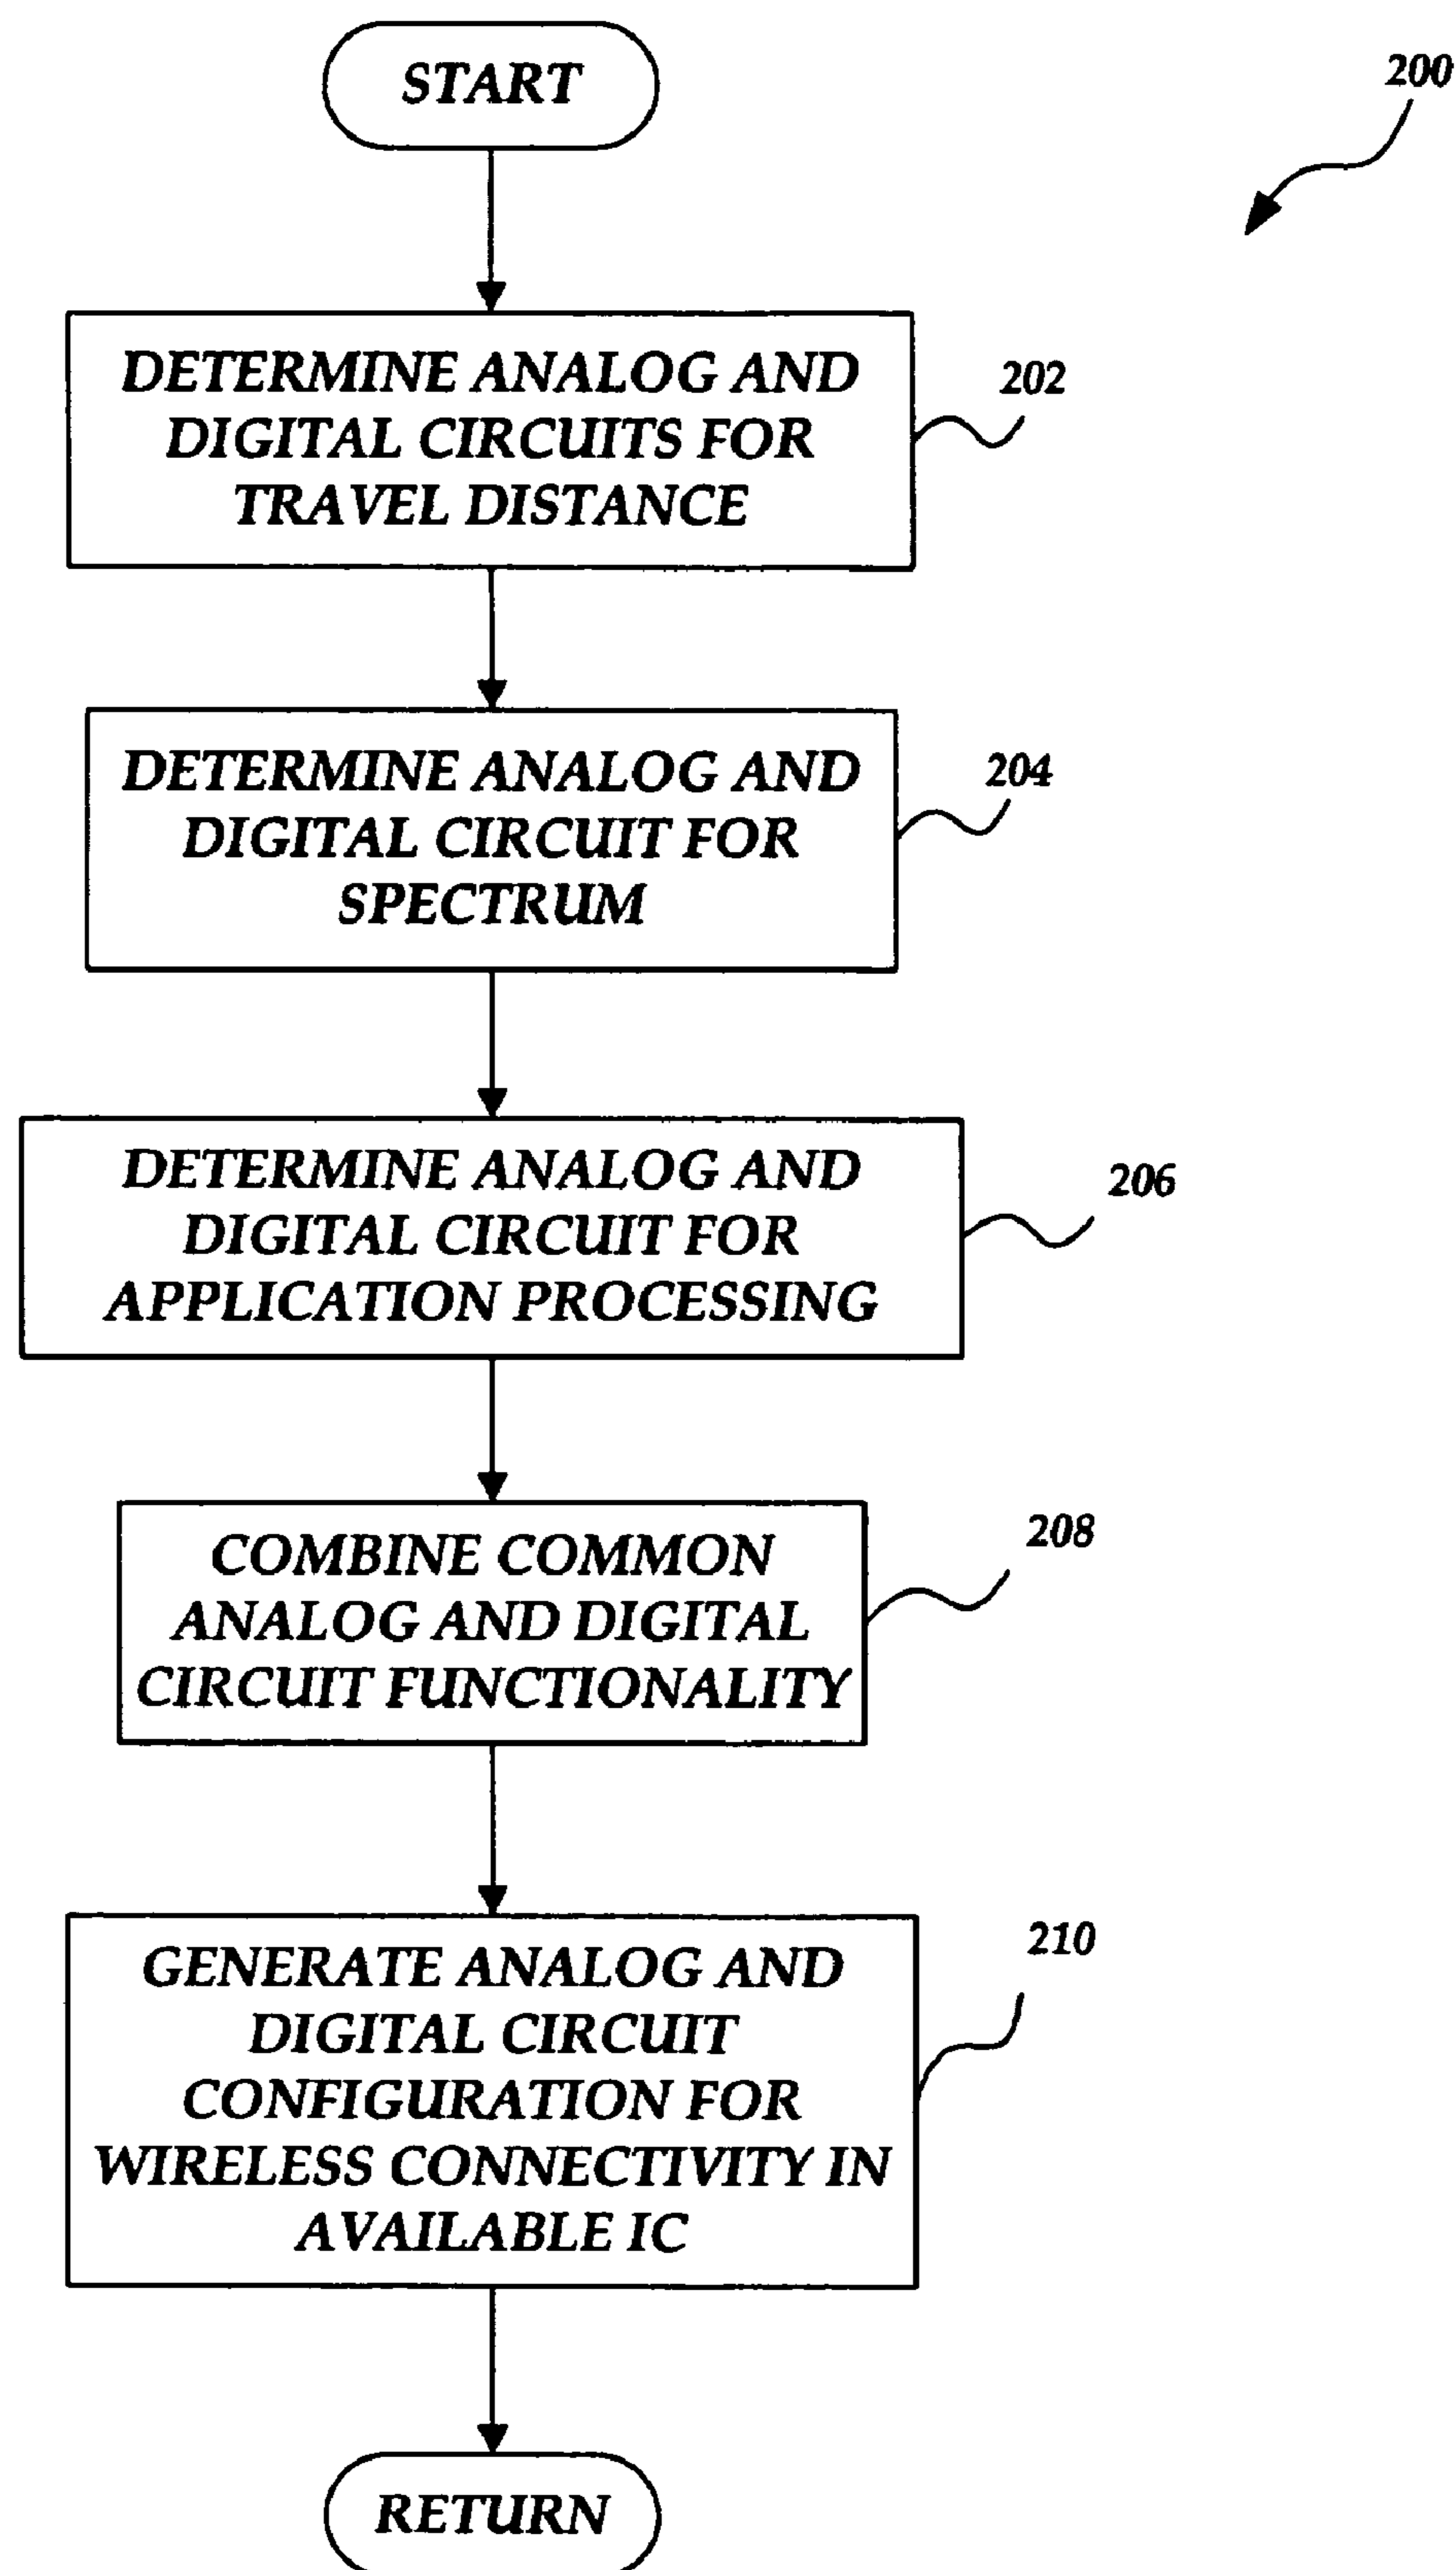 START
200
DETERMINE ANALOG AND
DIGITAL CIRCUITS FOR
TRAVEL DISTANCE
202
DETERMINE ANALOG AND
DIGITAL CIRCUIT FOR
SPECTRUM
204
DETERMINE ANALOG AND
DIGITAL CIRCUIT FOR
APPLICATION PROCESSING
206
COMBINE COMMON
ANALOG AND DIGITAL
CIRCUIT FUNCTIONALITY
208
GENERATE ANALOG AND
DIGITAL CIRCUIT
CONFIGURATION FOR
WIRELESS CONNECTIVITY IN
AVAILABLE IC
210
RETURN